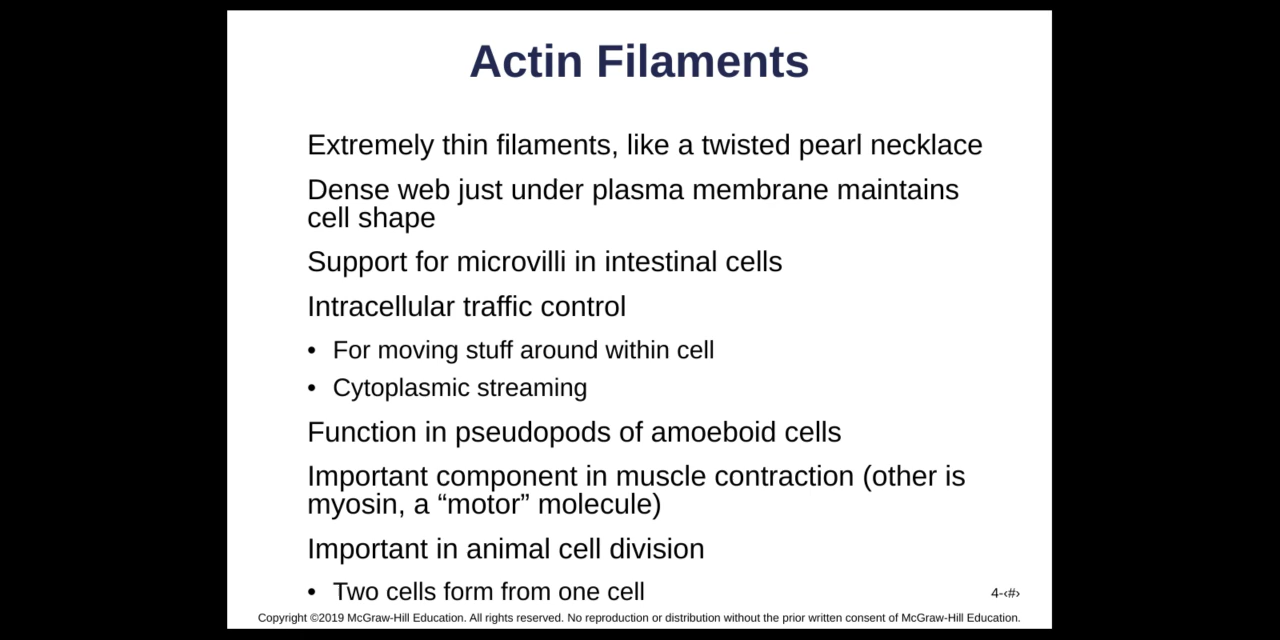 Actin Filaments
Extremely thin filaments, like a twisted pearl necklace
Dense web just under plasma membrane maintains
cell shape
Support for microvilli in intestinal cells
Intracellular traffic control
• For moving stuff around within cell
• Cytoplasmic streaming
Function in pseudopods of amoeboid cells
Important component in muscle contraction (other is
myosin, a “motor” molecule)
Important in animal cell division
• Two cells form from one cell
4-‹#›
Copyright ©2019 McGraw-Hill Education. All rights reserved. No reproduction or distribution without the prior written consent of McGraw-Hill Education.